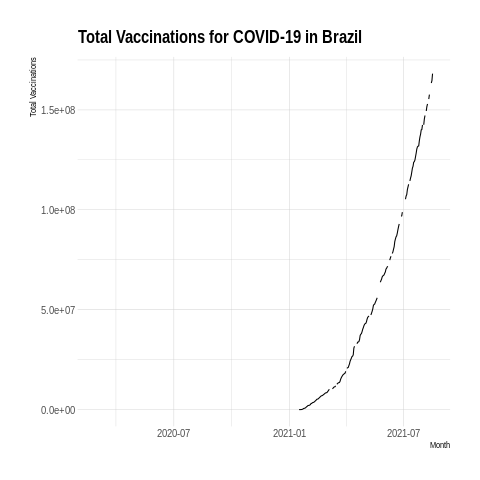 Total Vaccinations for COVID-19 in Brazil
Total Vaccinations
1.5e+08
1.0e+08
5.0e+07
0.0e+00
2020-07
2021-01
2021-07
Month